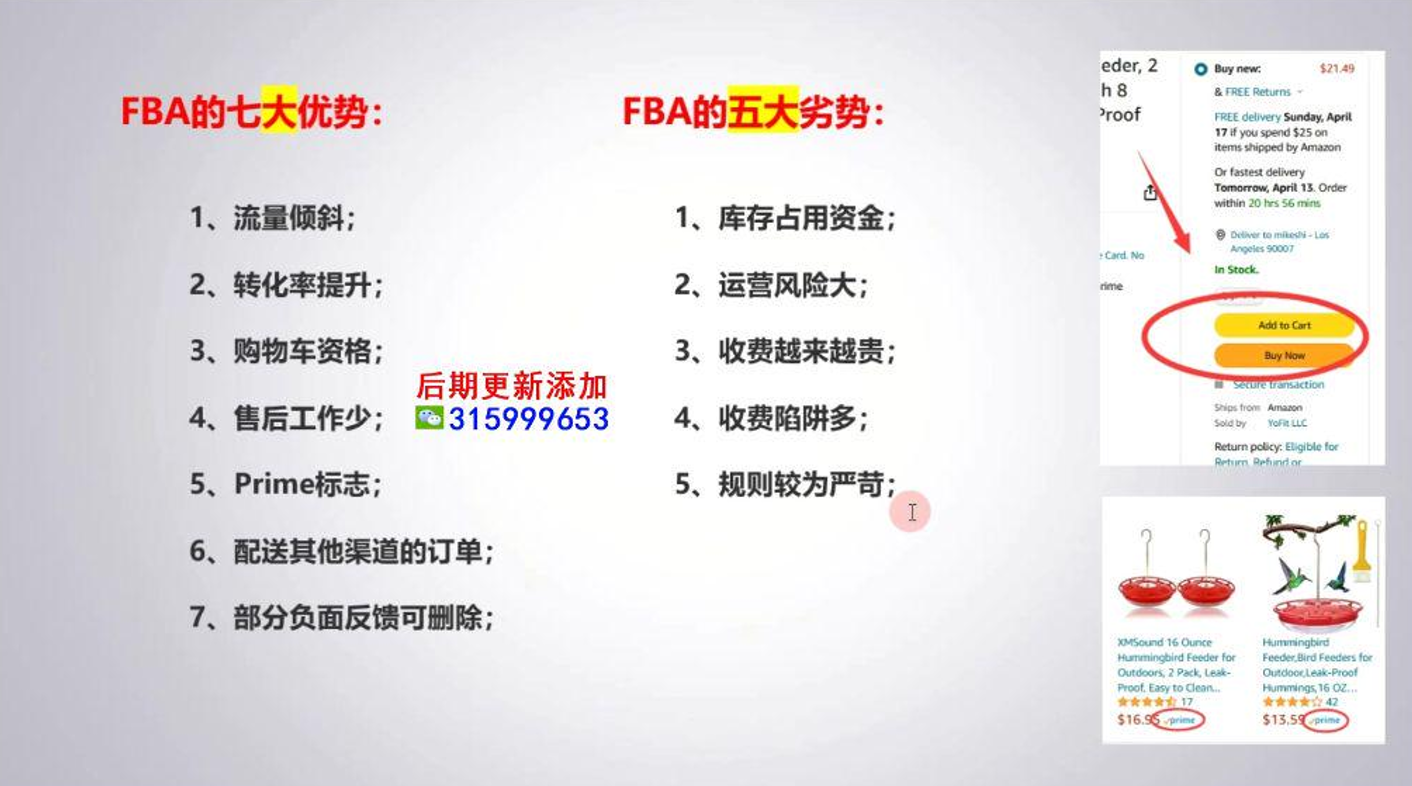 FBA的七大优势：
1、流量倾斜；
2、转化率提升；
3、购物车资格；
4、售后工作少；
5、Prime标志；
6、配送其他渠道的订单；
7、部分负面反馈可删除；
后期更新添加
315999653
FBA的五大劣势：
1、库存占用资金；
2、运营风险大；
3、收费越来越贵；
4、收费陷阱多；
5、规则较为严苛；
eder, 2
h 8
Proof
Card. No
rime
Buy new: $21.49
& FREE Returns
FREE delivery Sunday, April
17 if you spend $25 on
items shipped by Amazon
Or fastest delivery
Tomorrow, April 13. Order
within 20 hrs 56 mins
Deliver to mikeshi - Los
Angeles 90007
In Stock.
Add to Cart
Buy Now
Secure transaction
Ships from Amazon
Sold by YoFit LLC
Return policy: Eligible for
Return, Refund or
XMSound 16 Ounce
Hummingbird Feeder for
Outdoors, 2 Pack, Leak-
Proof, Easy to Clean...
17
$16.95 prime
Hummingbird
Feeder,Bird Feeders for
Outdoor,Leak-Proof
Hummings,16 OZ...
42
$13.59 prime